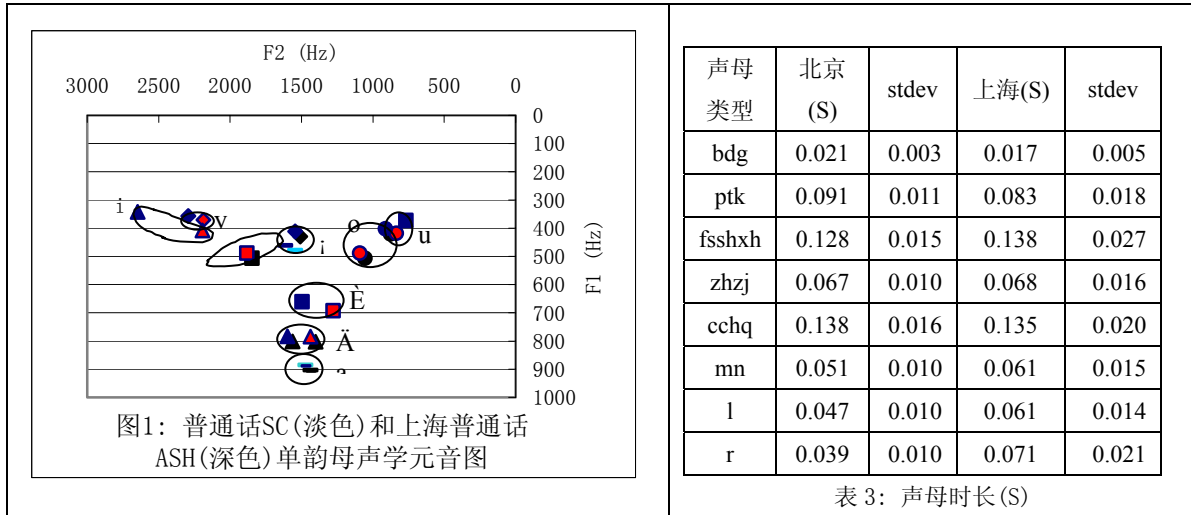 F2 (Hz)
3000 2500 2000 1500 1000 500 0
0
100
200
300
400
500
600
700
800
900
1000
F1 (Hz)
i
v
o
u
È
Ä
图1: 普通话SC(淡色)和上海普通话
ASH(深色)单韵母声学元音图
声母类型 北京(S) stdev 上海(S) stdev
bdg 0.021 0.003 0.017 0.005
ptk 0.091 0.011 0.083 0.018
fsshxh 0.128 0.015 0.138 0.027
zhzj 0.067 0.010 0.068 0.016
cchq 0.138 0.016 0.135 0.020
mn 0.051 0.010 0.061 0.015
l 0.047 0.010 0.061 0.014
r 0.039 0.010 0.071 0.021
表 3: 声母时长(S)